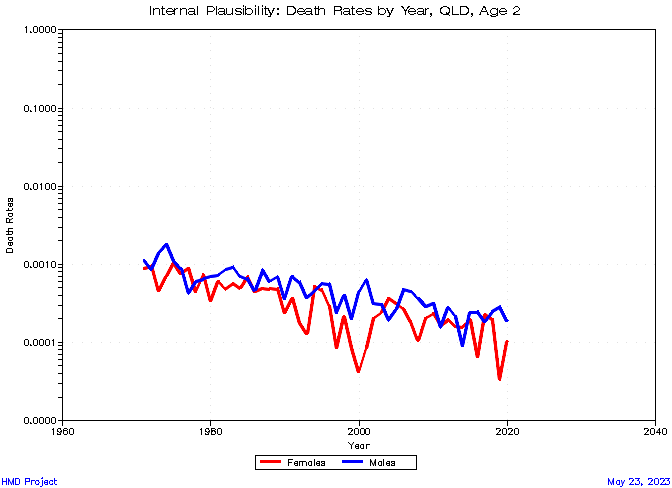 Internal Plausibility: Death Rates by Year, QLD, Age 2
1.0000
0.1000
0.0100
0.0010
0.0001
0.0000
Death Rates
1960 1980 2000 2020 2040
Year
Females Males
HMD Project
May 23, 2023